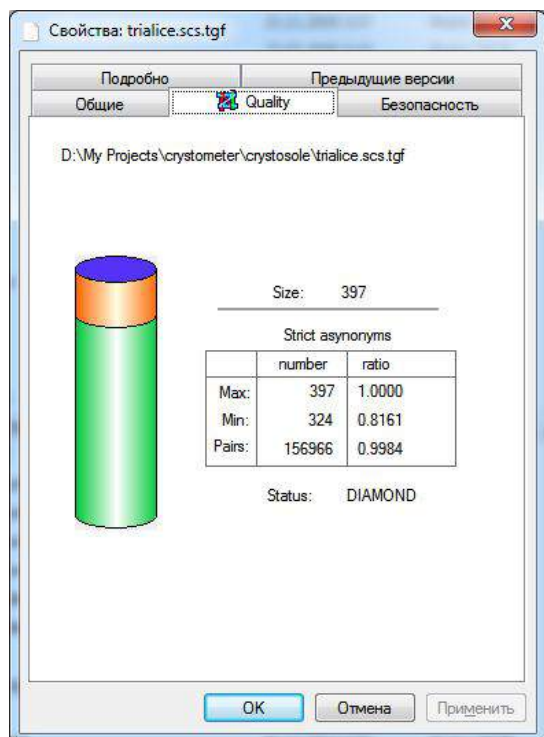 Свойства: trialice.scs.tgf
Подробно
Предыдущие версии
Общие
Quality
Безопасность
D:\My Projects\crystometer\crystosole\trialice.scs.tgf
Size: 397
Strict asynonyms
number ratio
Max: 397 1.0000
Min: 324 0.8161
Pairs: 156966 0.9984
Status: DIAMOND
OK
Отмена
Применить